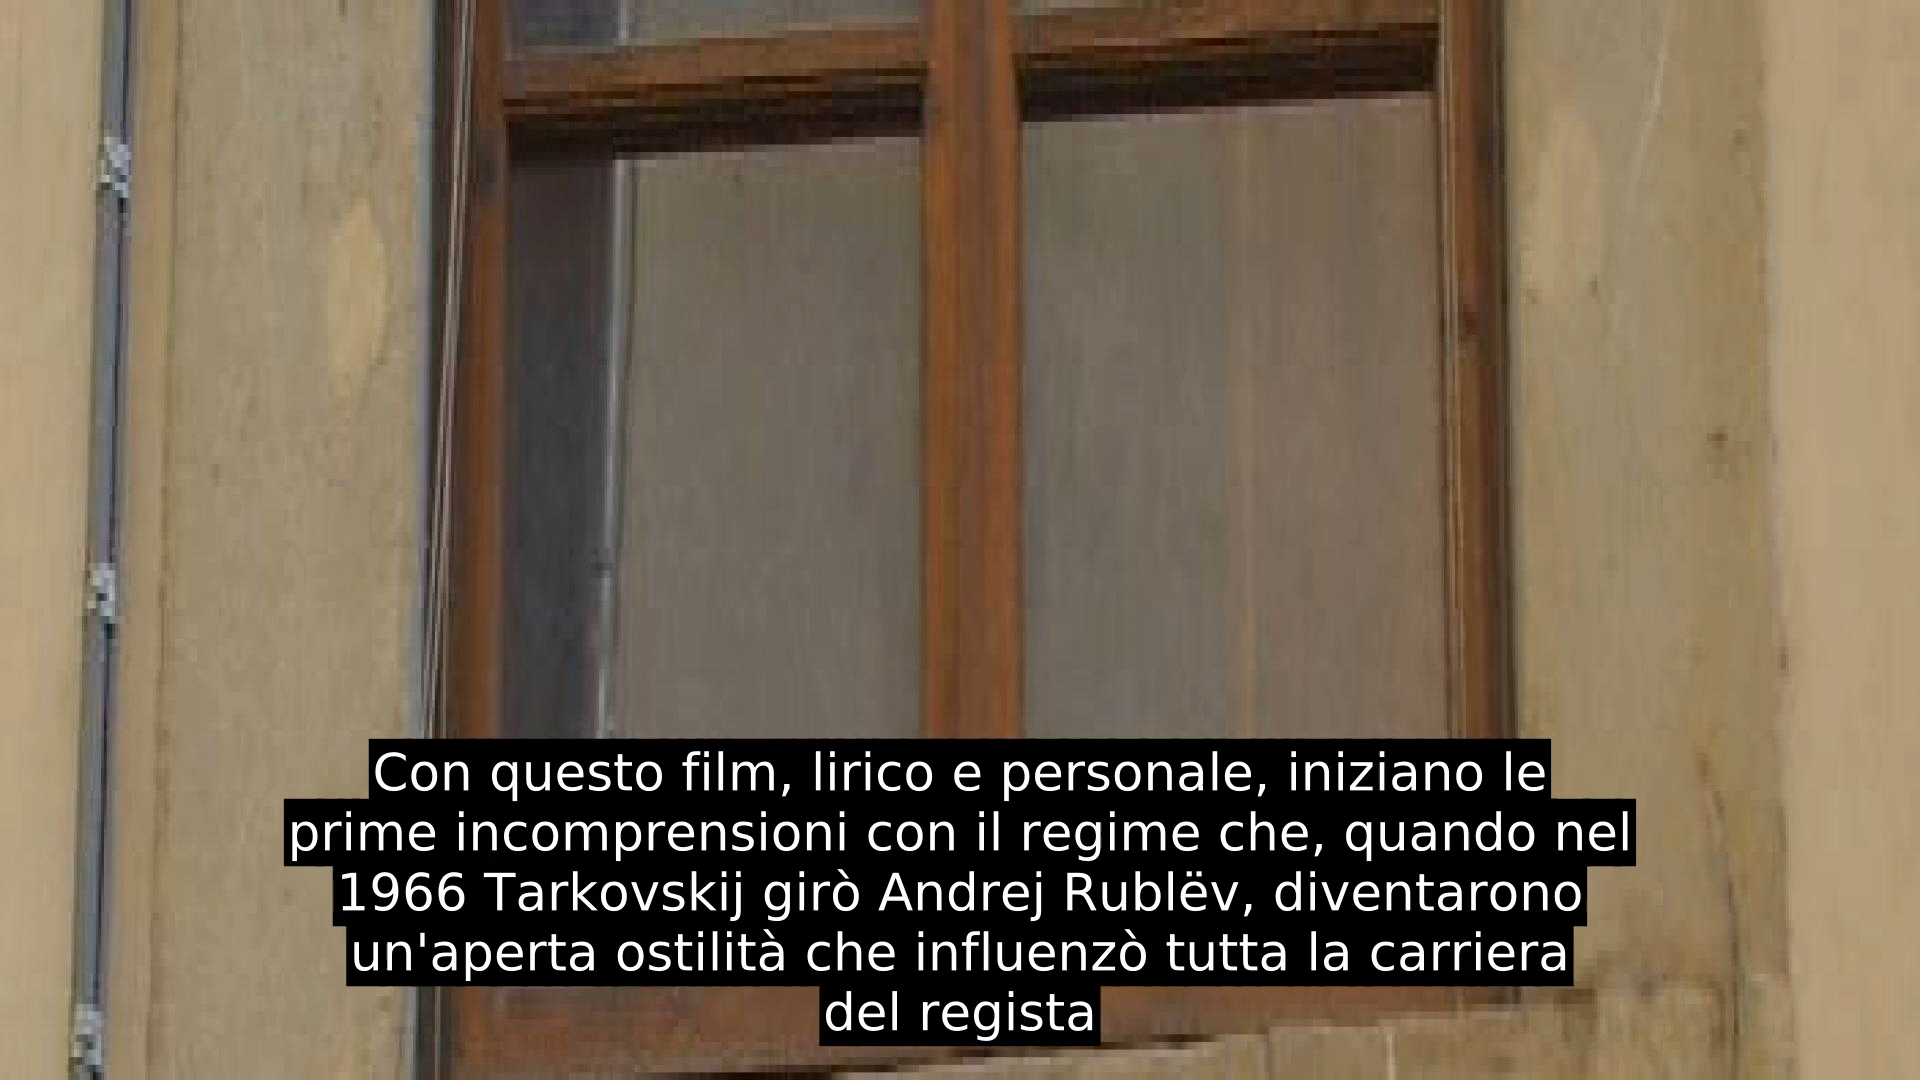 Con questo film, lirico e personale, iniziano le
prime incomprensioni con il regime che, quando nel
1966 Tarkovskij girò Andrej Rublëv, diventarono
un'aperta ostilità che influenzò tutta la carriera
del regista